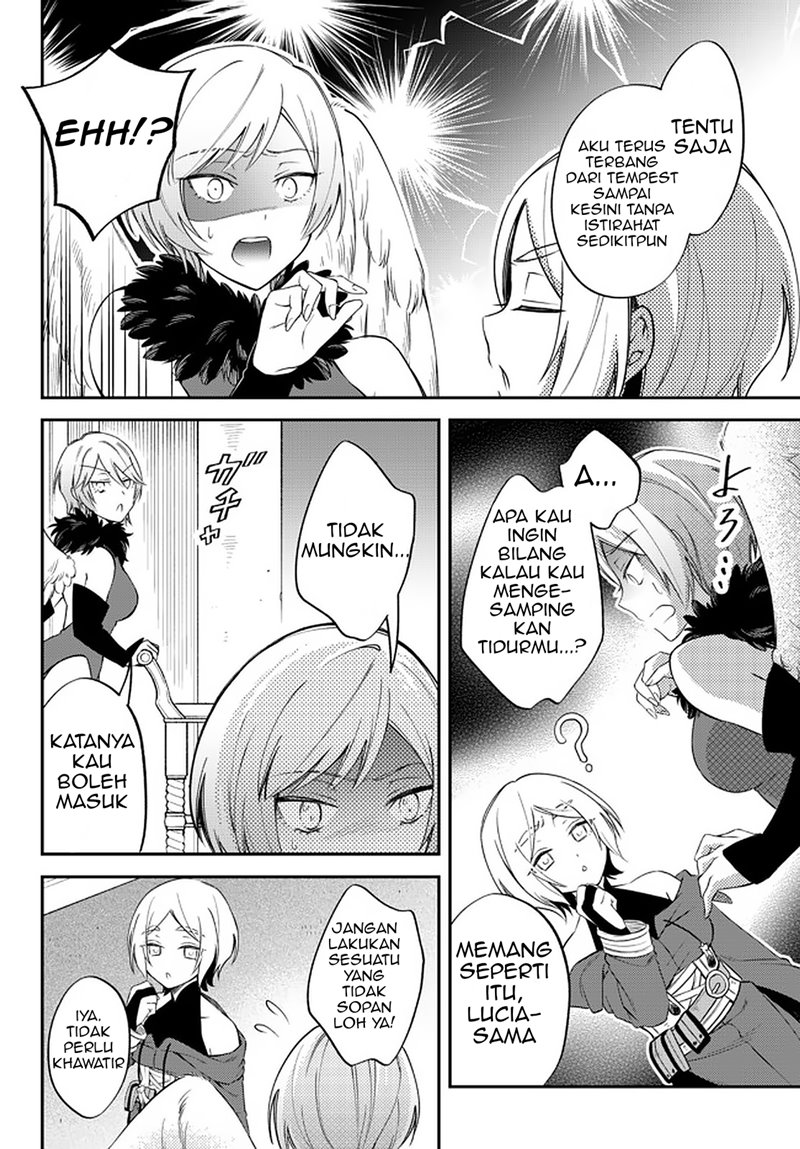 TENTU
SAJA
AKU TERUS
TERBANG
DARI TEMPEST
SAMPAI
KESINI TANPA
ISTIRAHAT
SEDIKITPUN
EHH!?
よろ…
A...
APA KAU
INGIN
BILANG
KALAU KAU
MENGE-
SAMPING
KAN
TIDURMU...?
?
MEMANG
SEPERTI
ITU,
LUCIA-
SAMA
TIDAK
MUNGKIN...
ガチャ
KATANYA
KAU
BOLEH
MASUK
JANGAN
LAKUKAN
SESUATU
YANG
TIDAK
SOPAN
LOH YA!
IYA.
TIDAK
PERLU
KHAWATIR